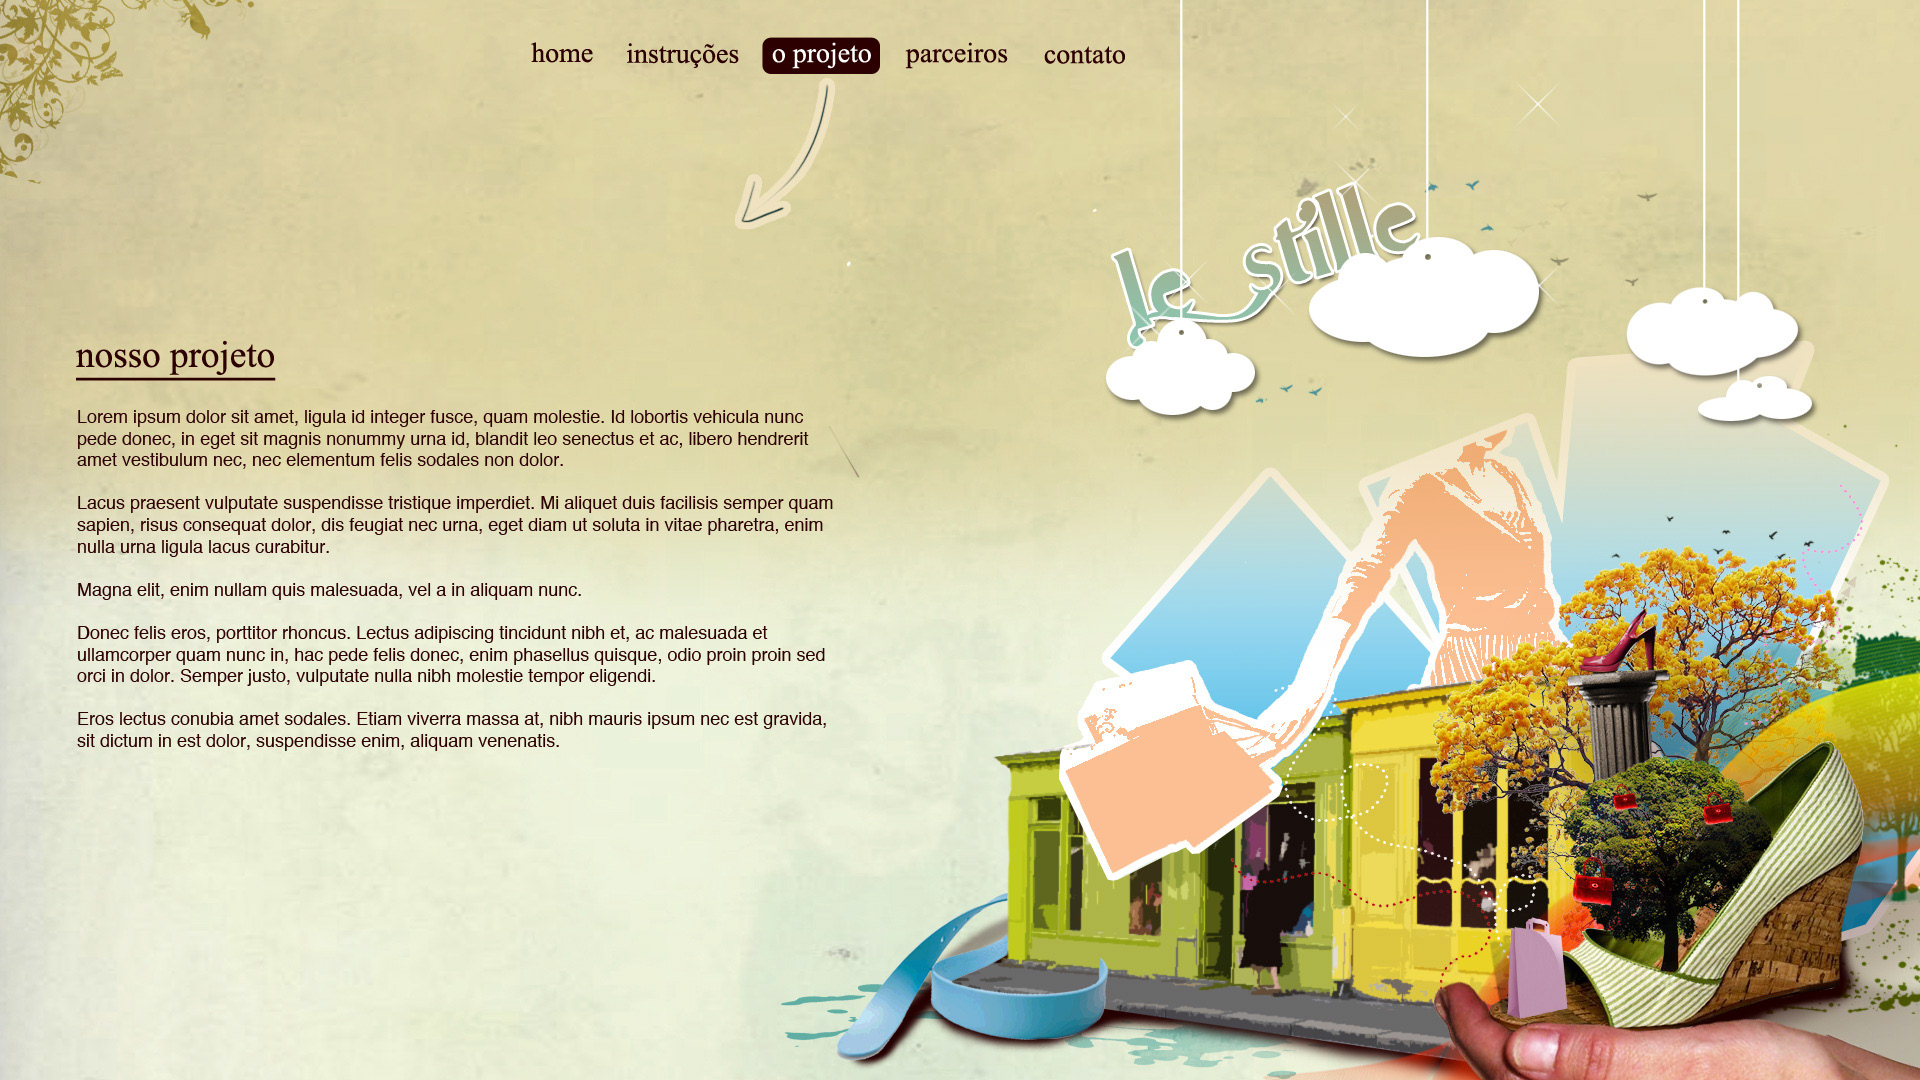 home instruções o projeto parceiros contato
le stille
nosso projeto
Lorem ipsum dolor sit amet, ligula id integer fusce, quam molestie. Id lobortis vehicula nunc
pede donec, in eget sit magnis nonummy urna id, blandit leo senectus et ac, libero hendrerit
amet vestibulum nec, nec elementum felis sodales non dolor.
Lacus praesent vulputate suspendisse tristique imperdiet. Mi aliquet duis facilisis semper quam
sapien, risus consequat dolor, dis feugiat nec urna, eget diam ut soluta in vitae pharetra, enim
nulla urna ligula lacus curabitur.
Magna elit, enim nullam quis malesuada, vel a in aliquam nunc.
Donec felis eros, porttitor rhoncus. Lectus adipiscing tincidunt nibh et, ac malesuada et
ullamcorper quam nunc in, hac pede felis donec, enim phasellus quisque, odio proin proin sed
orci in dolor. Semper justo, vulputate nulla nibh molestie tempor eligendi.
Eros lectus conubia amet sodales. Etiam viverra massa at, nibh mauris ipsum nec est gravida,
sit dictum in est dolor, suspendisse enim, aliquam venenatis.